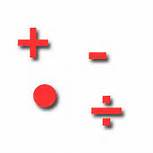 + -
● ÷